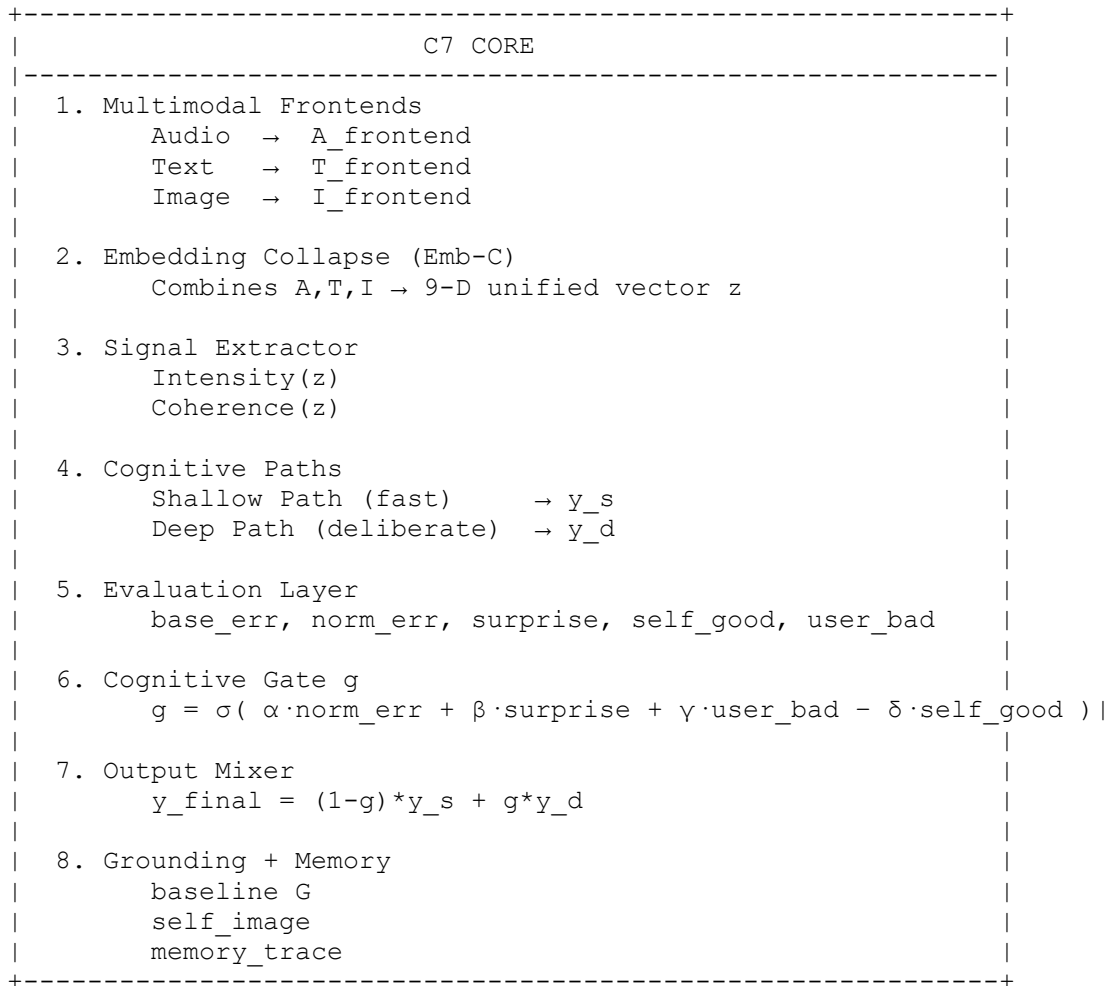 +-------------------------------------------------------------+
| C7 CORE |
|-------------------------------------------------------------|
| 1. Multimodal Frontends |
| Audio → A_frontend |
| Text → T_frontend |
| Image → I_frontend |
| |
| 2. Embedding Collapse (Emb-C) |
| Combines A,T,I → 9-D unified vector z |
| |
| 3. Signal Extractor |
| Intensity(z) |
| Coherence(z) |
| |
| 4. Cognitive Paths |
| Shallow Path (fast) → y_s |
| Deep Path (deliberate) → y_d |
| |
| 5. Evaluation Layer |
| base_err, norm_err, surprise, self_good, user_bad |
| |
| 6. Cognitive Gate g |
| g = σ( α·norm_err + β·surprise + γ·user_bad – δ·self_good )|
| |
| 7. Output Mixer |
| y_final = (1-g)*y_s + g*y_d |
| |
| 8. Grounding + Memory |
| baseline G |
| self_image |
| memory_trace |
+-------------------------------------------------------------+